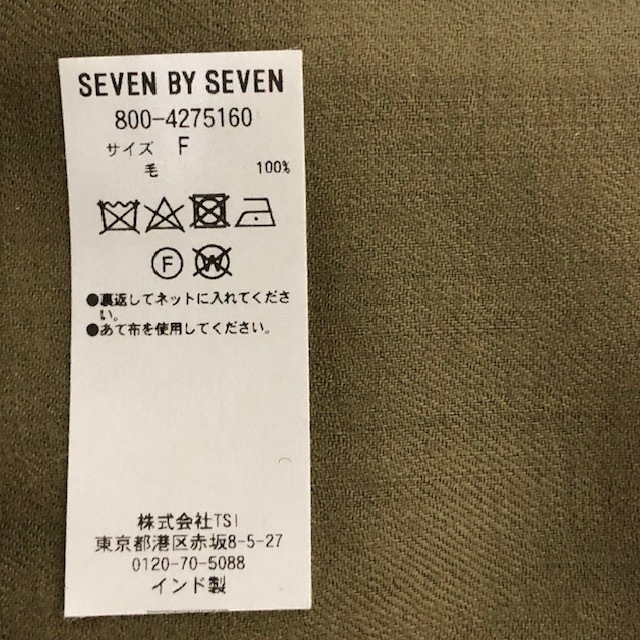 SEVEN BY SEVEN
800-4275160
サイズ F
毛 100%
F W
●裏返してネットに入れてくださ
い。
●あて布を使用してください。
株式会社TSI
東京都港区赤坂8-5-27
0120-70-5088
インド製